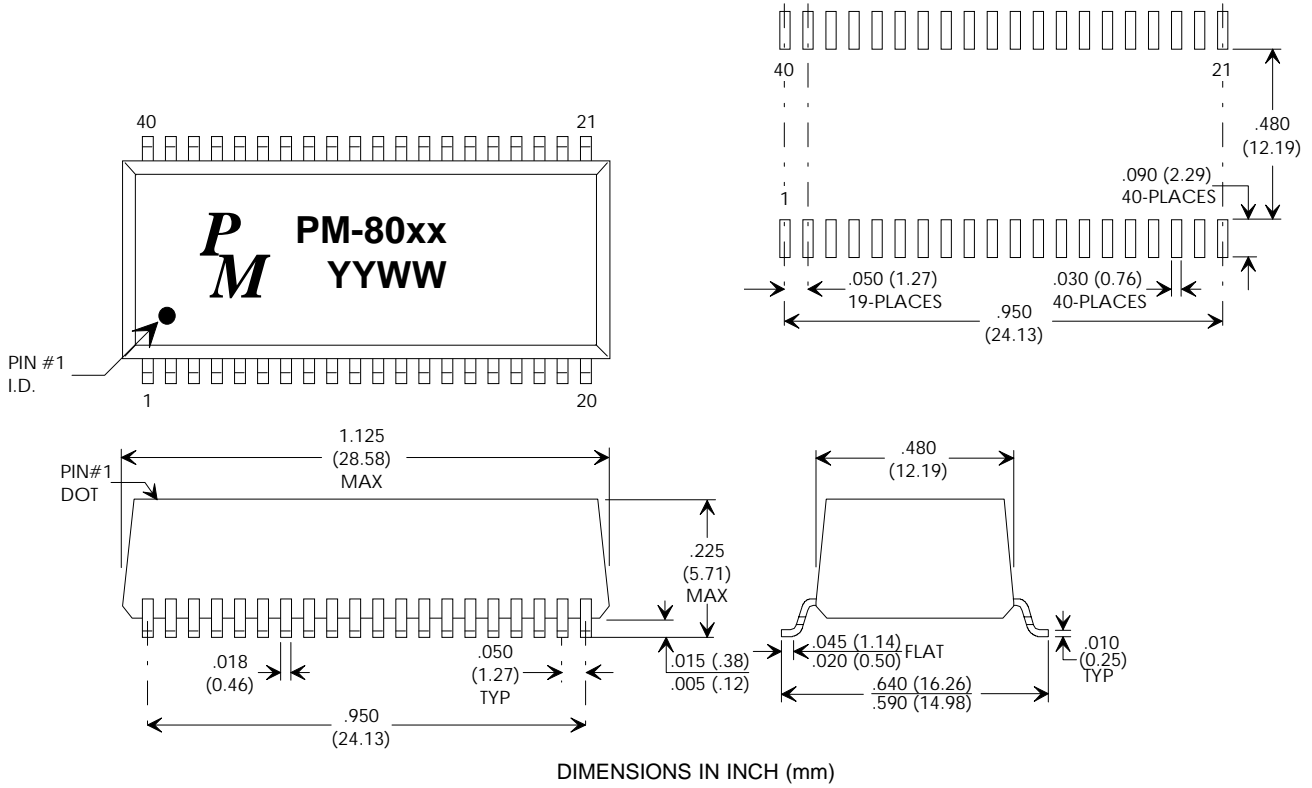 40
21
P
M
PM-80xx
YYWW
PIN #1
I.D.
1
20
40
21
.480
(12.19)
.090 (2.29)
40-PLACES
1
.050 (1.27)
19-PLACES
.030 (0.76)
40-PLACES
.950
(24.13)
1.125
(28.58)
MAX
PIN#1
DOT
.225
(5.71)
MAX
.018
(0.46)
.050
(1.27)
TYP
.015 (.38)
.005 (.12)
.950
(24.13)
.480
(12.19)
.045 (1.14)
.020 (0.50)
FLAT
.010
(0.25)
TYP
.640 (16.26)
.590 (14.98)
DIMENSIONS IN INCH (mm)